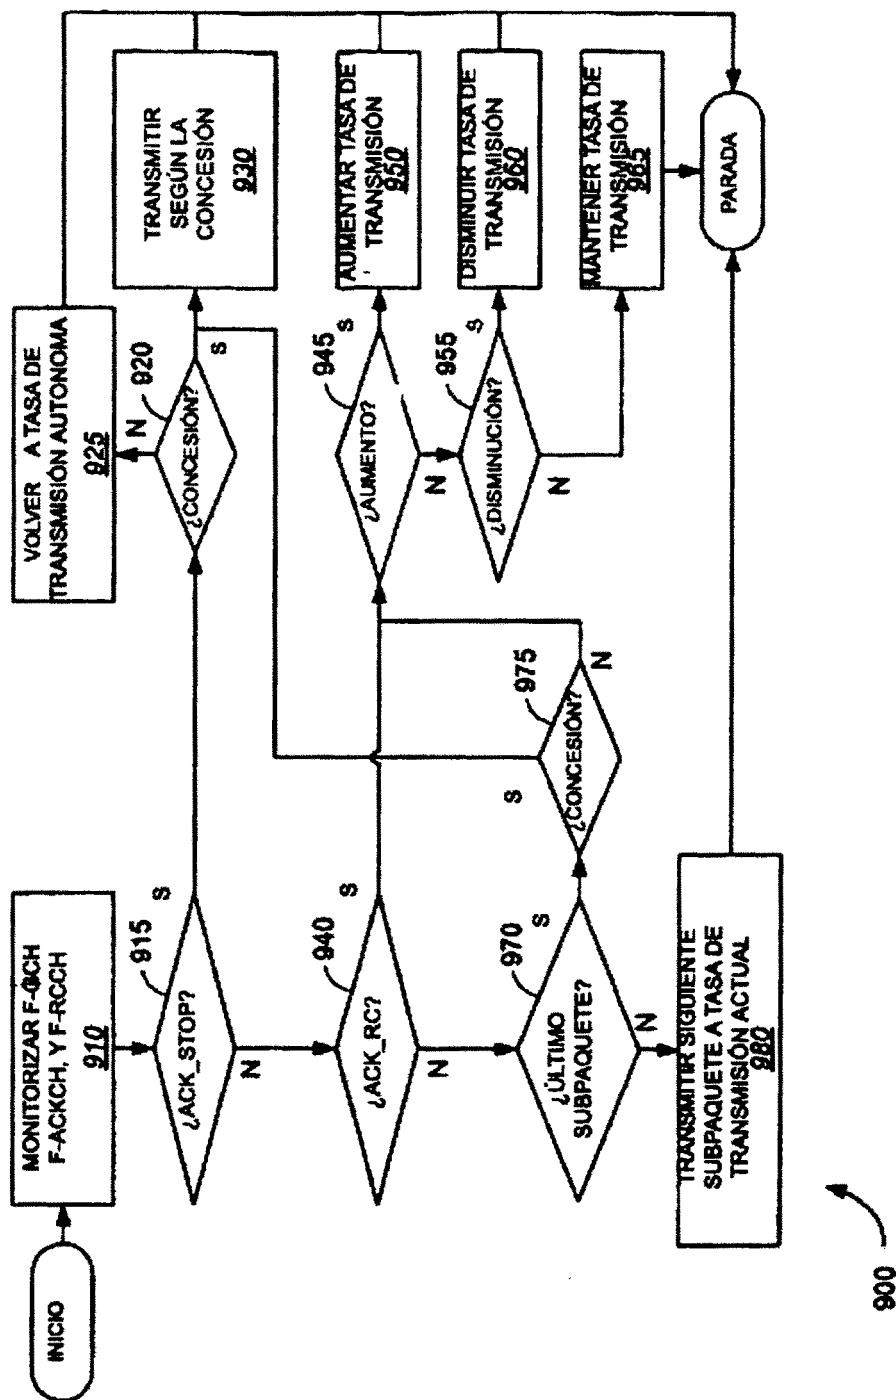 INICIO
MONITORIZAR F-GCH
F-ACKCH, Y F-RCCH
910
¿ACK_STOP?
915
S
N
¿ACK_RC?
940
S
N
¿ÚLTIMO
SUBPAQUETE?
970
S
N
TRANSMITIR SIGUIENTE
SUBPAQUETE A TASA DE
TRANSMISIÓN ACTUAL
980
¿CONCESIÓN?
975
S
N
VOLVER A TASA DE
TRANSMISIÓN AUTONOMA
925
¿CONCESIÓN?
920
N
S
TRANSMITIR
SEGÚN LA
CONCESIÓN
930
¿AUMENTO?
945
S
N
AUMENTAR TASA DE
TRANSMISIÓN
950
¿DISMINUCIÓN?
955
S
N
DISMINUIR TASA DE
TRANSMISIÓN
960
MANTENER TASA DE
TRANSMISIÓN
965
PARADA
900